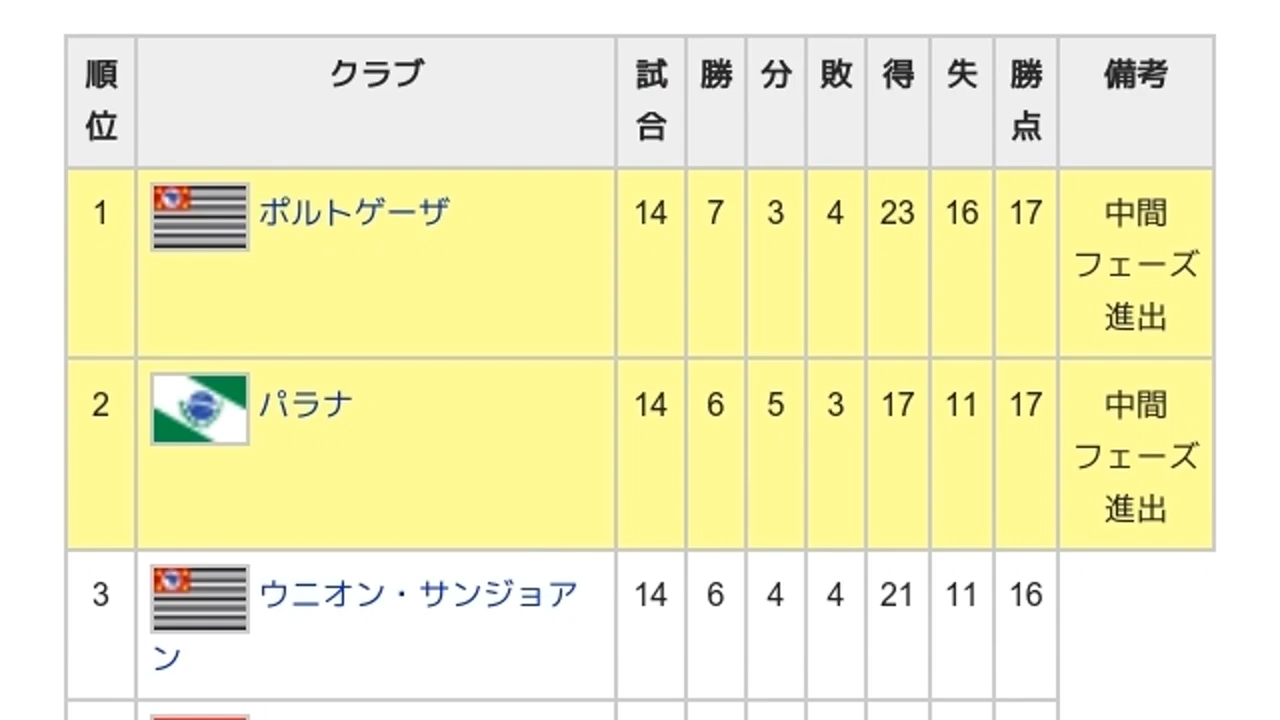 順位 クラブ 試合 勝 分 敗 得 失 勝点 備考
1 ポルトゲーザ 14 7 3 4 23 16 17 中間
フェーズ
進出
2 パラナ 14 6 5 3 17 11 17 中間
フェーズ
進出
3 ウニオン・サンジョア 14 6 4 4 21 11 16
ン